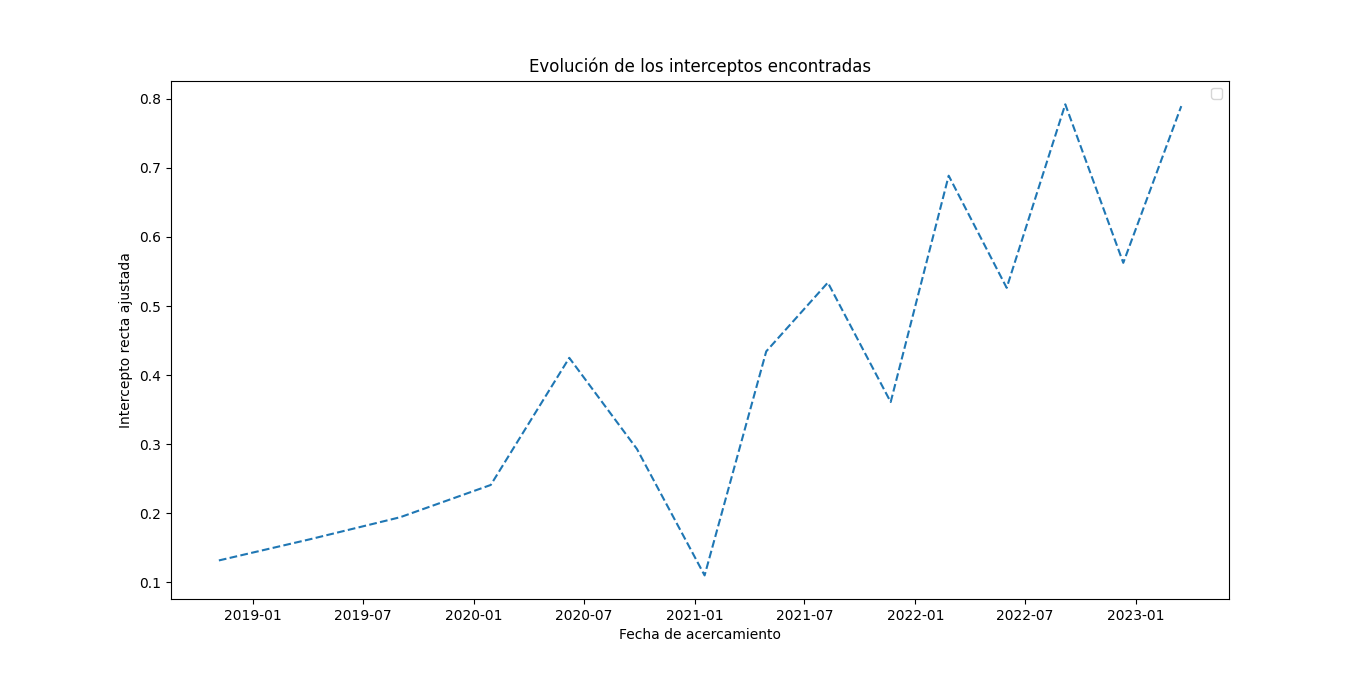 Evolución de los interceptos encontradas
0.8
0.7
0.6
0.5
0.4
0.3
0.2
0.1
Intercepto recta ajustada
2019-01 2019-07 2020-01 2020-07 2021-01 2021-07 2022-01 2022-07 2023-01
Fecha de acercamiento